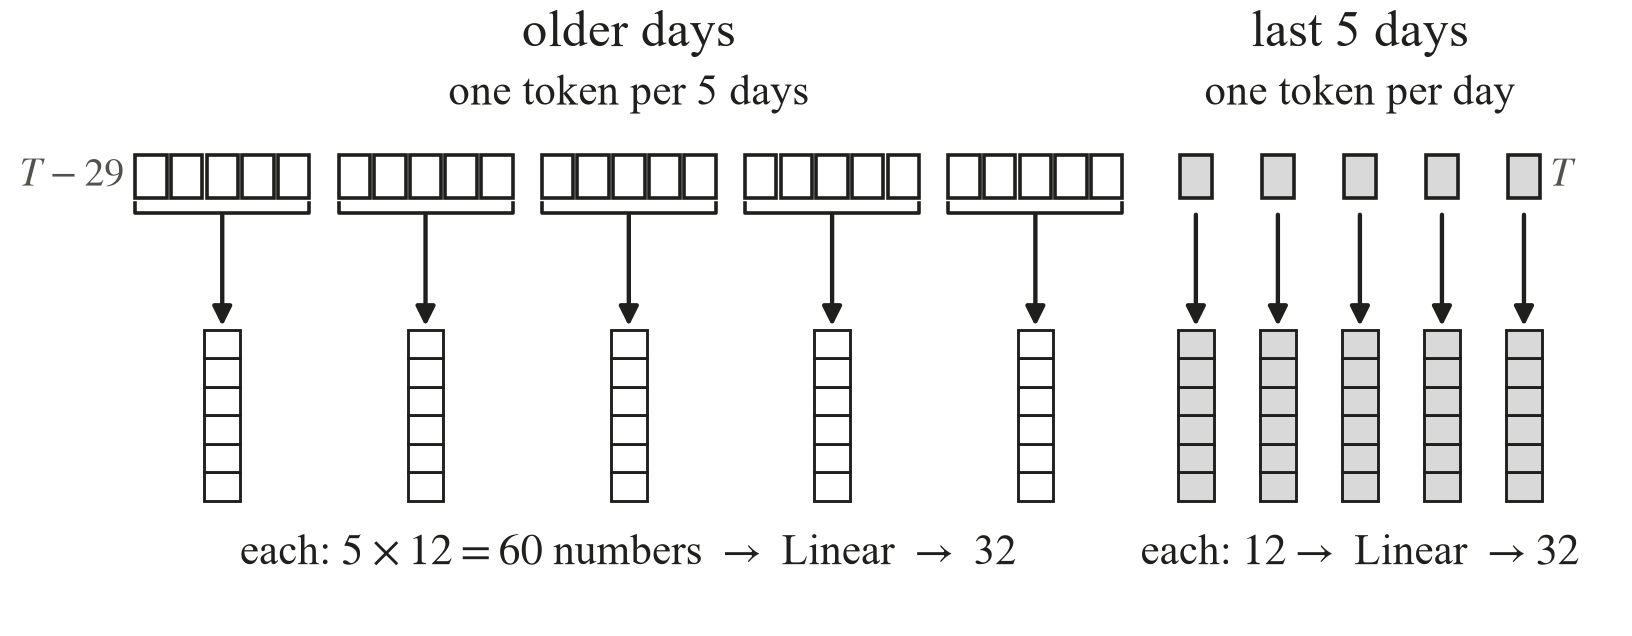 older days
one token per 5 days
last 5 days
one token per day
T − 29
T
each: 5 × 12 = 60 numbers → Linear → 32
each: 12 → Linear → 32